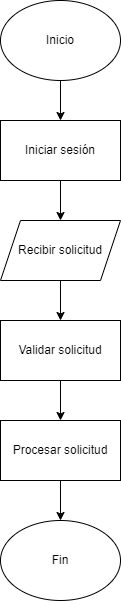 Inicio
Iniciar sesión
Recibir solicitud
Validar solicitud
Procesar solicitud
Fin